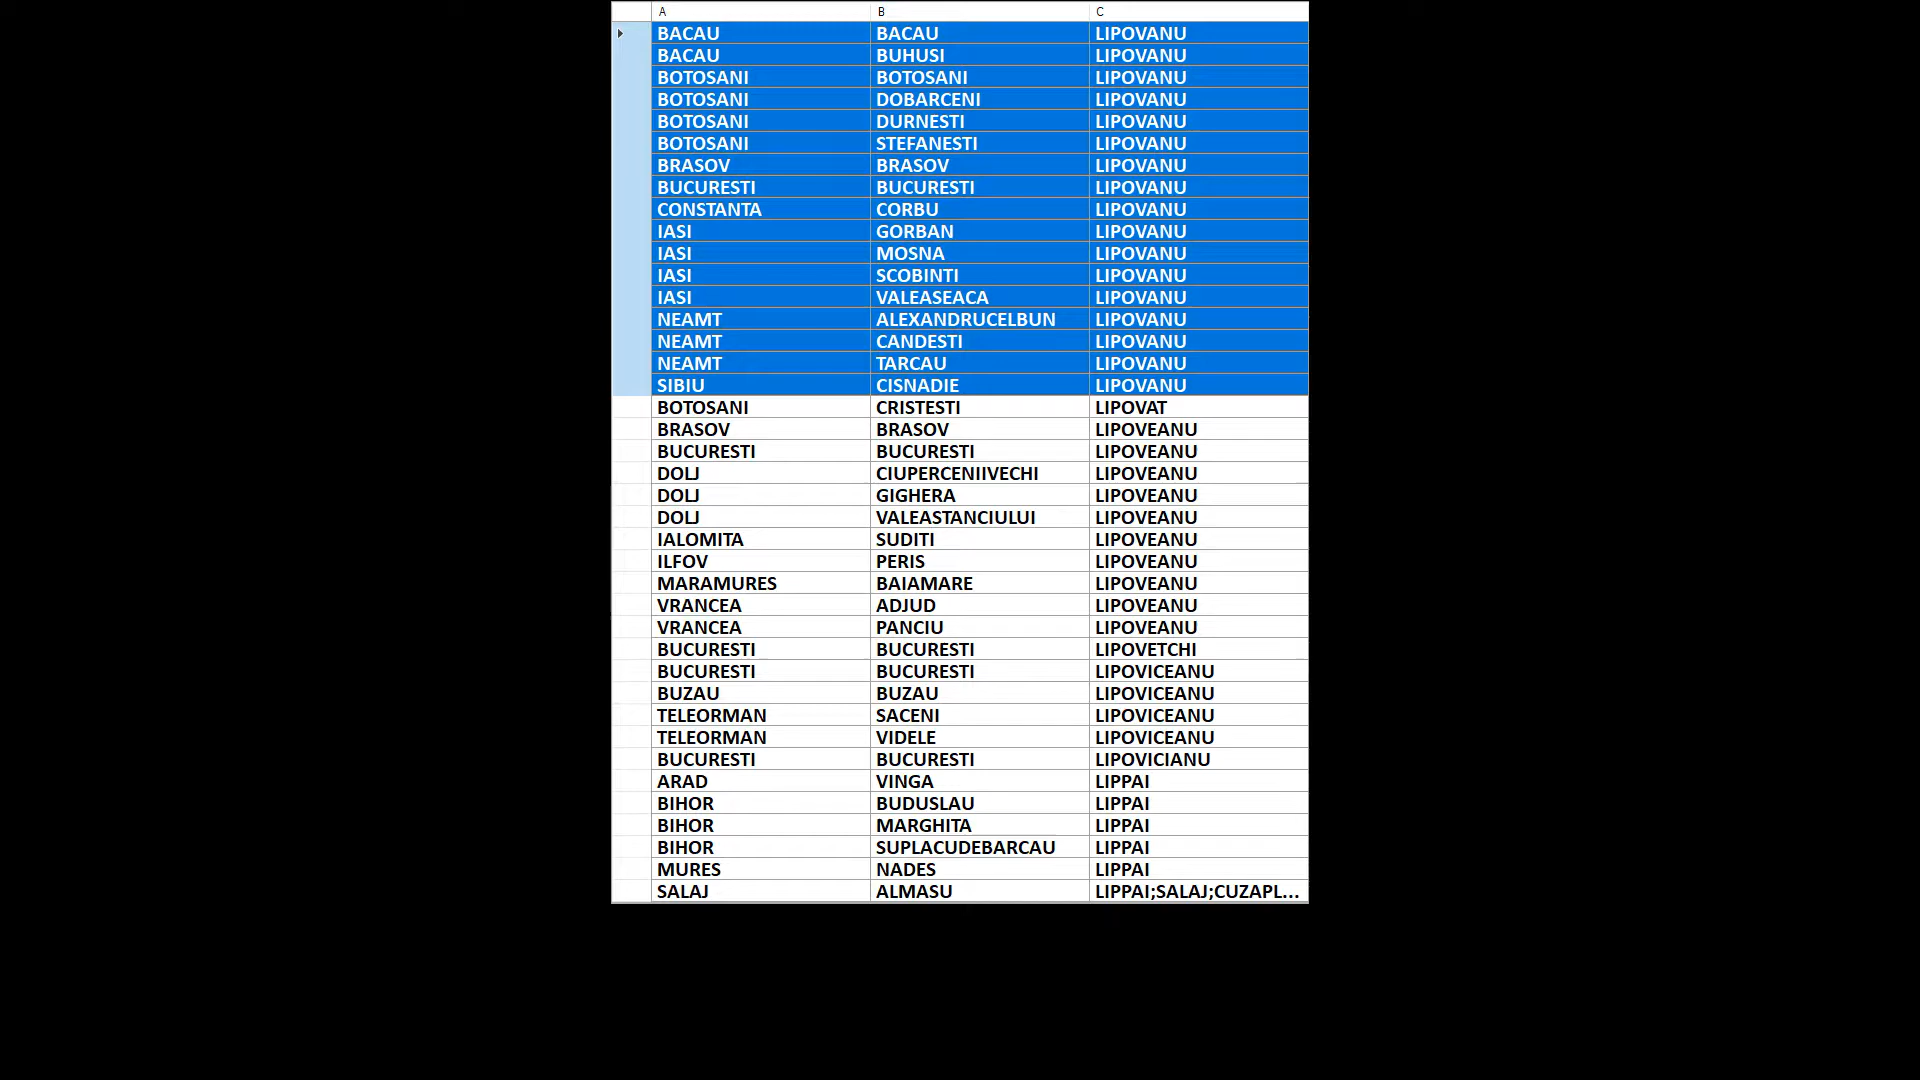 A B C
BACAU BACAU LIPOVANU
BACAU BUHUSI LIPOVANU
BOTOSANI BOTOSANI LIPOVANU
BOTOSANI DOBARCENI LIPOVANU
BOTOSANI DURNESTI LIPOVANU
BOTOSANI STEFANESTI LIPOVANU
BRASOV BRASOV LIPOVANU
BUCURESTI BUCURESTI LIPOVANU
CONSTANTA CORBU LIPOVANU
IASI GORBAN LIPOVANU
IASI MOSNA LIPOVANU
IASI SCOBINTI LIPOVANU
IASI VALEASEACA LIPOVANU
NEAMT ALEXANDRUCELBUN LIPOVANU
NEAMT CANDESTI LIPOVANU
NEAMT TARCAU LIPOVANU
SIBIU CISNADIE LIPOVANU
BOTOSANI CRISTESTI LIPOVAT
BRASOV BRASOV LIPOVEANU
BUCURESTI BUCURESTI LIPOVEANU
DOLJ CIUPERCENIIVECHI LIPOVEANU
DOLJ GIGHERA LIPOVEANU
DOLJ VALEASTANCIULUI LIPOVEANU
IALOMITA SUDITI LIPOVEANU
ILFOV PERIS LIPOVEANU
MARAMURES BAIAMARE LIPOVEANU
VRANCEA ADJUD LIPOVEANU
VRANCEA PANCIU LIPOVEANU
BUCURESTI BUCURESTI LIPOVETCHI
BUCURESTI BUCURESTI LIPOVICEANU
BUZAU BUZAU LIPOVICEANU
TELEORMAN SACENI LIPOVICEANU
TELEORMAN VIDELE LIPOVICEANU
BUCURESTI BUCURESTI LIPOVICIANU
ARAD VINGA LIPPAI
BIHOR BUDUSLAU LIPPAI
BIHOR MARGHITA LIPPAI
BIHOR SUPLACUDEBARCAU LIPPAI
MURES NADES LIPPAI
SALAJ ALMASU LIPPAI;SALAJ;CUZAPL...